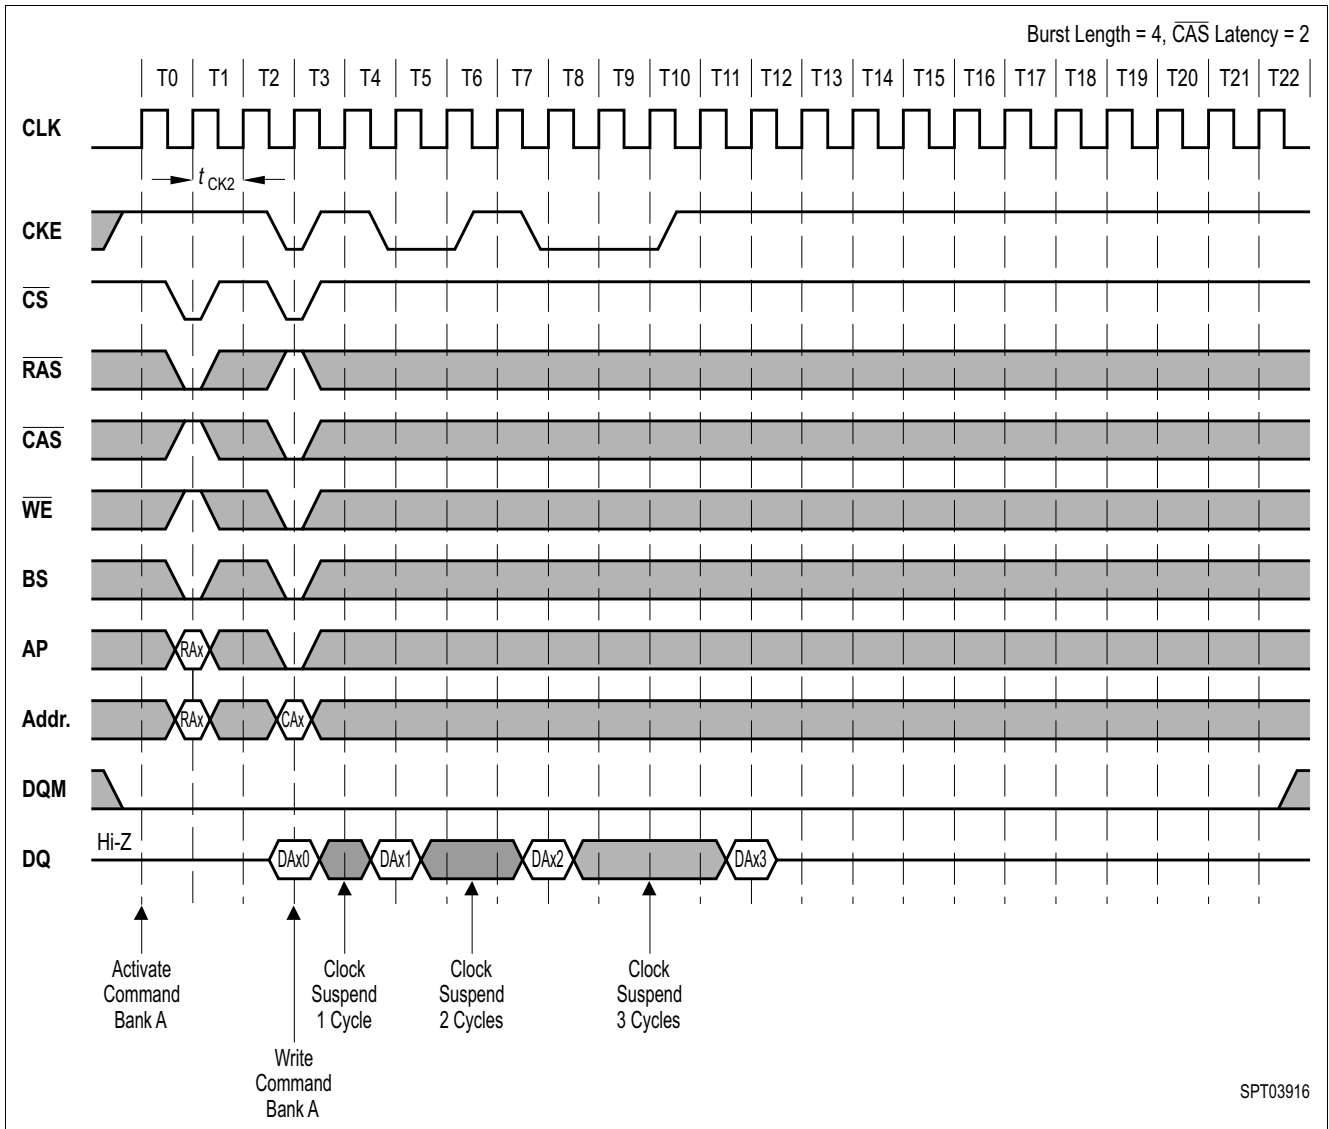 Burst Length = 4, CAS Latency = 2
T0 T1 T2 T3 T4 T5 T6 T7 T8 T9 T10 T11 T12 T13 T14 T15 T16 T17 T18 T19 T20 T21 T22
CLK
t CK2
CKE
CS
RAS
CAS
WE
BS
AP RAx
Addr. RAx CAx
DQM
Hi-Z
DQ DAx0 DAx1 DAx2 DAx3
Activate
Command
Bank A
Write
Command
Bank A
Clock
Suspend
1 Cycle
Clock
Suspend
2 Cycles
Clock
Suspend
3 Cycles
SPT03916